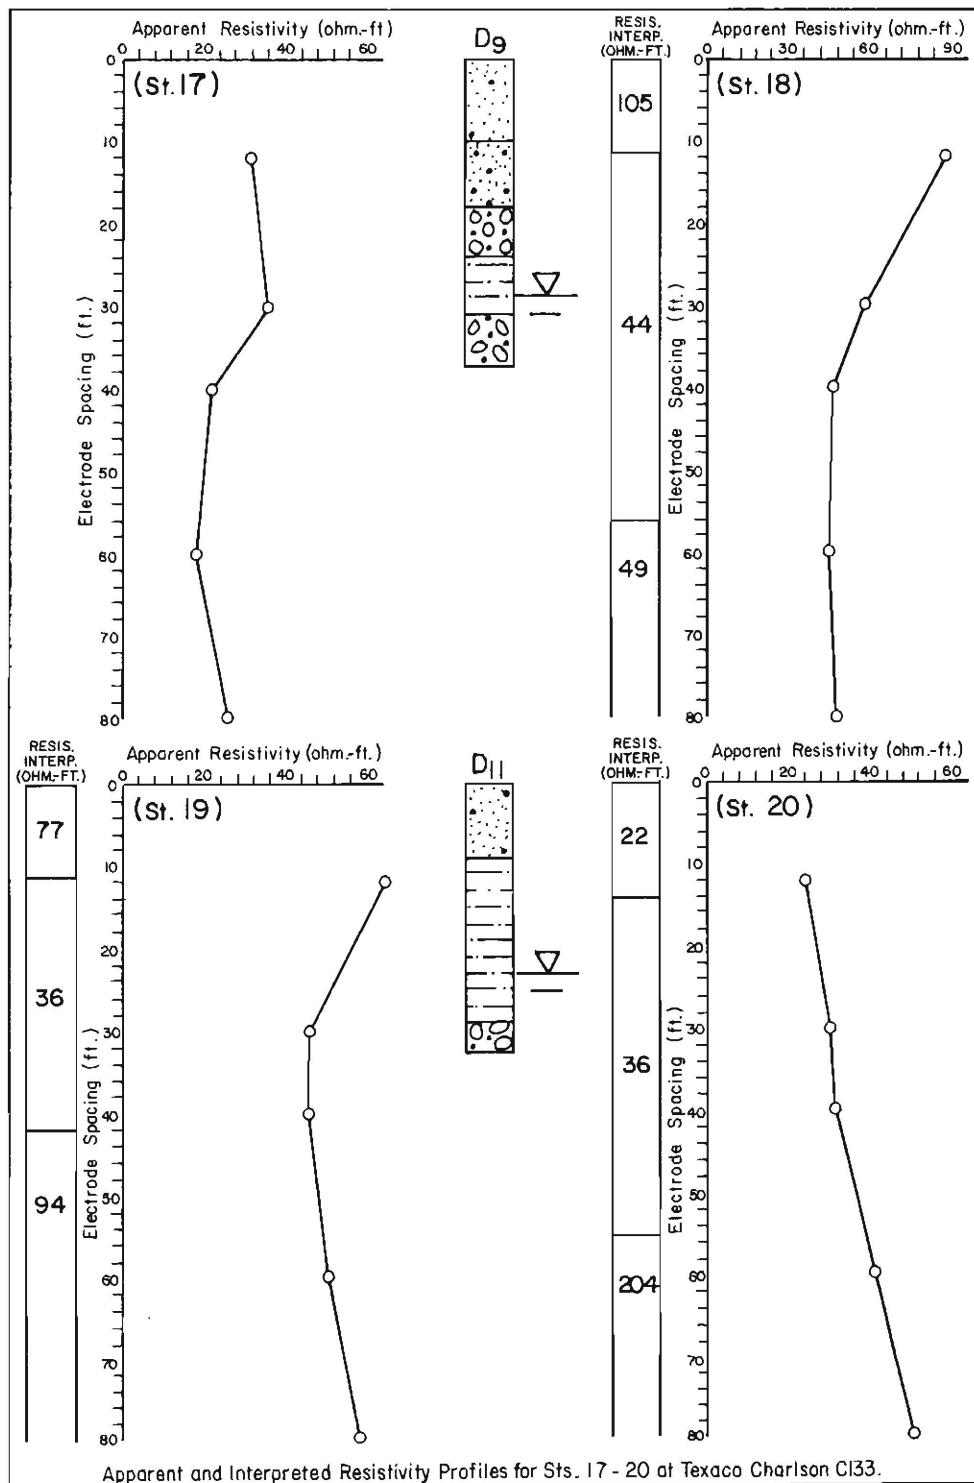 Apparent Resistivity (ohm.-ft)
0 20 40 60
(St. 17)
0
10
20
30
40
50
60
70
80
Electrode Spacing (ft.)
D9
RESIS.
INTERP.
(OHM.-FT.)
105
44
49
Apparent Resistivity (ohm.-ft.)
0 30 60 90
(St. 18)
0
10
20
30
40
50
60
70
80
Electrode Spacing (ft.)
RESIS.
INTERP.
(OHM.-FT.)
77
36
94
Apparent Resistivity (ohm.-ft.)
0 20 40 60
(St. 19)
0
10
20
30
40
50
60
70
80
Electrode Spacing (ft.)
D11
RESIS.
INTERP.
(OHM.-FT.)
22
36
204
Apparent Resistivity (ohm.-ft.)
0 20 40 60
(St. 20)
0
10
20
30
40
50
60
70
80
Electrode Spacing (ft.)
Apparent and Interpreted Resistivity Profiles for Sts. 17-20 at Texaco Charlson C133.